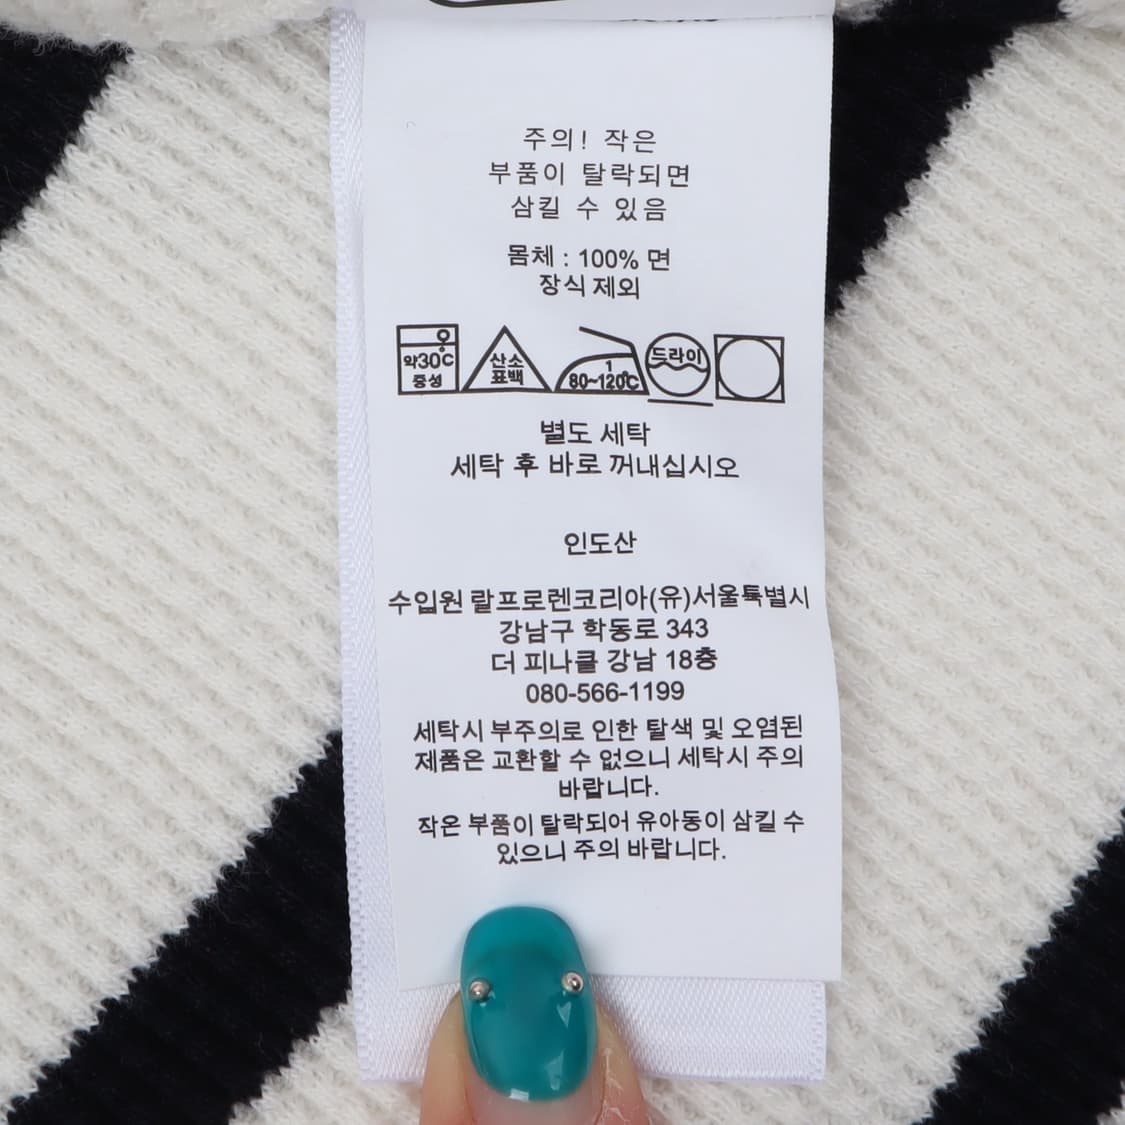 주의! 작은
부품이 탈락되면
삼킬 수 있음
몸체 : 100% 면
장식 제외
약30℃
중성
산소
표백
1
80~120℃
드라이
별도 세탁
세탁 후 바로 꺼내십시오
인도산
수입원 랄프로렌코리아(유)서울특별시
강남구 학동로 343
더 피나클 강남 18층
080-566-1199
세탁시 부주의로 인한 탈색 및 오염된
제품은 교환할 수 없으니 세탁시 주의
바랍니다.
작은 부품이 탈락되어 유아동이 삼킬 수
있으니 주의 바랍니다.